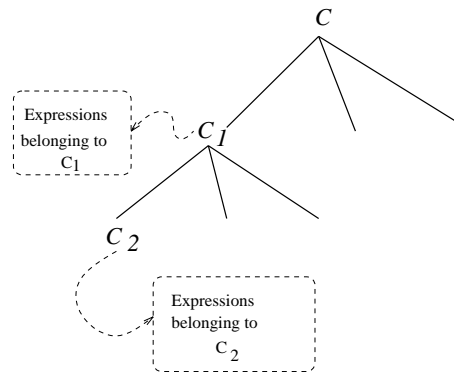 C
Expressions
belonging to
C1
C1
C2
Expressions
belonging to
C2